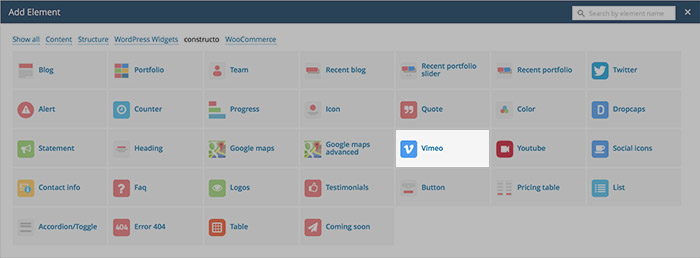 Add Element
Search by element name
Show all Content Structure WordPress Widgets constructo WooCommerce
Blog Portfolio Team Recent blog Recent portfolio slider Recent portfolio Twitter
Alert Counter Progress Icon Quote Color D Dropcaps
Statement Heading Google maps Google maps advanced Vimeo Youtube Social icons
Contact info ? Faq Logos Testimonials Button Pricing table List
Accordion/Toggle 404 Error 404 Table Coming soon